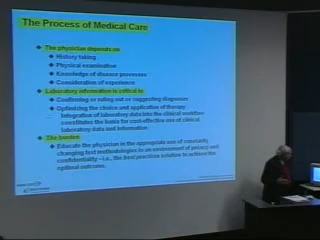 The Process of Medical Care
The physician depends on
History taking
Physical examination
Knowledge of disease processes
Consideration of experience
Laboratory information is critical to
Confirming or ruling out or suggesting diagnoses
Optimizing the choice and application of therapy
Integration of laboratory data into the clinical workflow
constitutes the basis for cost-effective use of clinical
laboratory data and information
The burden
Educate the physician in the appropriate use of constantly
changing test methodologies in an environment of privacy and
confidentiality – i.e., the best practices solution to achieve the
optimal outcome.